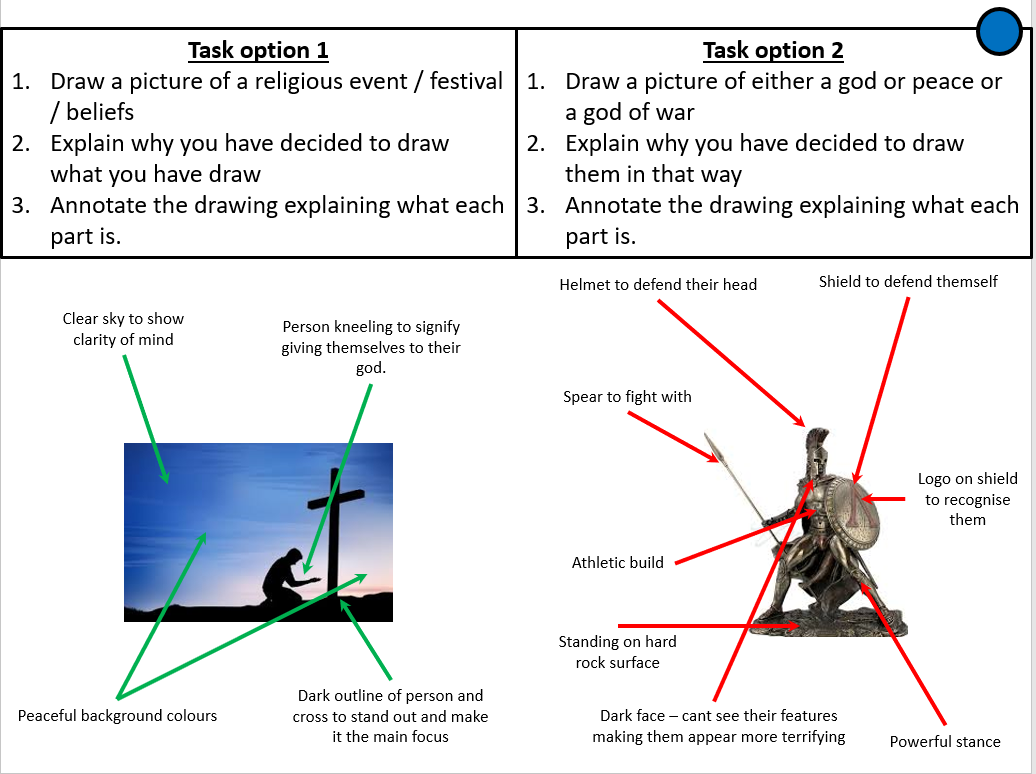 Task option 1
1. Draw a picture of a religious event / festival
/ beliefs
2. Explain why you have decided to draw
what you have draw
3. Annotate the drawing explaining what each
part is.
Task option 2
1. Draw a picture of either a god or peace or
a god of war
2. Explain why you have decided to draw
them in that way
3. Annotate the drawing explaining what each
part is.
Clear sky to show
clarity of mind
Person kneeling to signify
giving themselves to their
god.
Peaceful background colours
Dark outline of person and
cross to stand out and make
it the main focus
Helmet to defend their head
Shield to defend themself
Spear to fight with
Logo on shield
to recognise
them
Athletic build
Standing on hard
rock surface
Dark face – cant see their features
making them appear more terrifying
Powerful stance